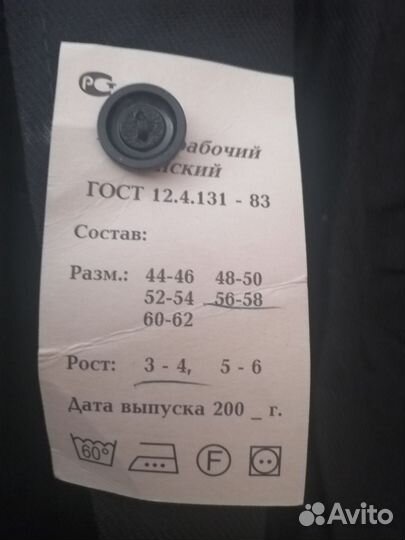 РС
рабочий
ский
ГОСТ 12.4.131 - 83
Состав:
Разм.: 44-46 48-50
52-54 56-58
60-62
Рост: 3 - 4, 5 - 6
Дата выпуска 200 _ г.
60° F
Avito